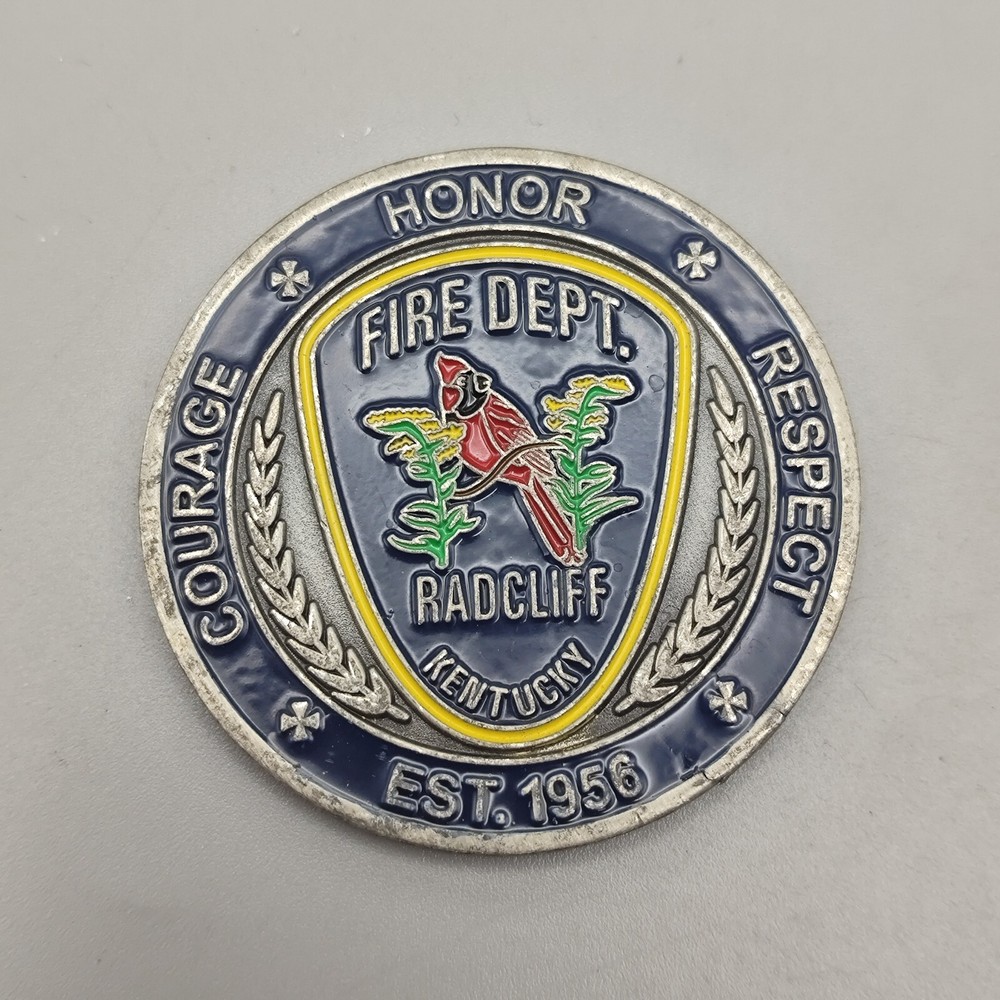 HONOR
COURAGE
RESPECT
FIRE DEPT.
RADCLIFF
KENTUCKY
EST. 1956